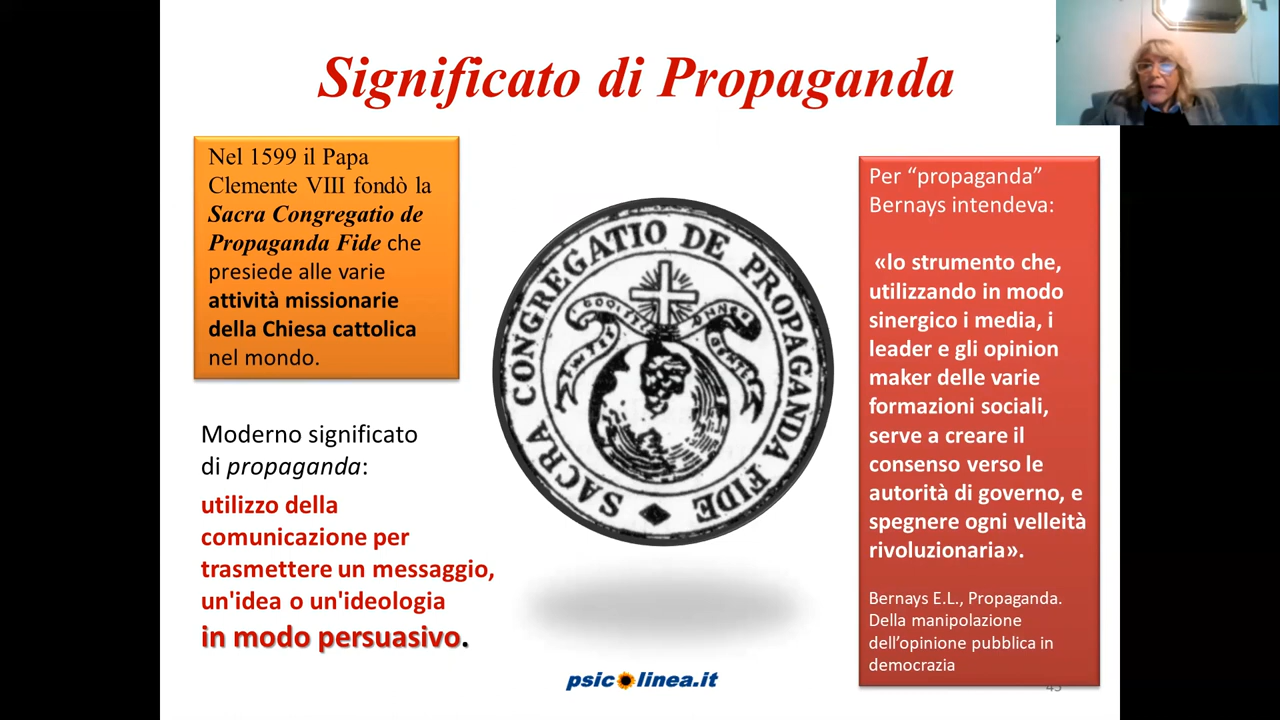 Significato di Propaganda
Nel 1599 il Papa
Clemente VIII fondò la
Sacra Congregatio de
Propaganda Fide che
presiede alle varie
attività missionarie
della Chiesa cattolica
nel mondo.
Moderno significato
di propaganda:
utilizzo della
comunicazione per
trasmettere un messaggio,
un'idea o un'ideologia
in modo persuasivo.
SACRA CONGREGATIO DE PROPAGANDA FIDE
psicolinea.it
Per “propaganda”
Bernays intendeva:
«lo strumento che,
utilizzando in modo
sinergico i media, i
leader e gli opinion
maker delle varie
formazioni sociali,
serve a creare il
consenso verso le
autorità di governo, e
spegnere ogni velleità
rivoluzionaria».
Bernays E.L., Propaganda.
Della manipolazione
dell’opinione pubblica in
democrazia